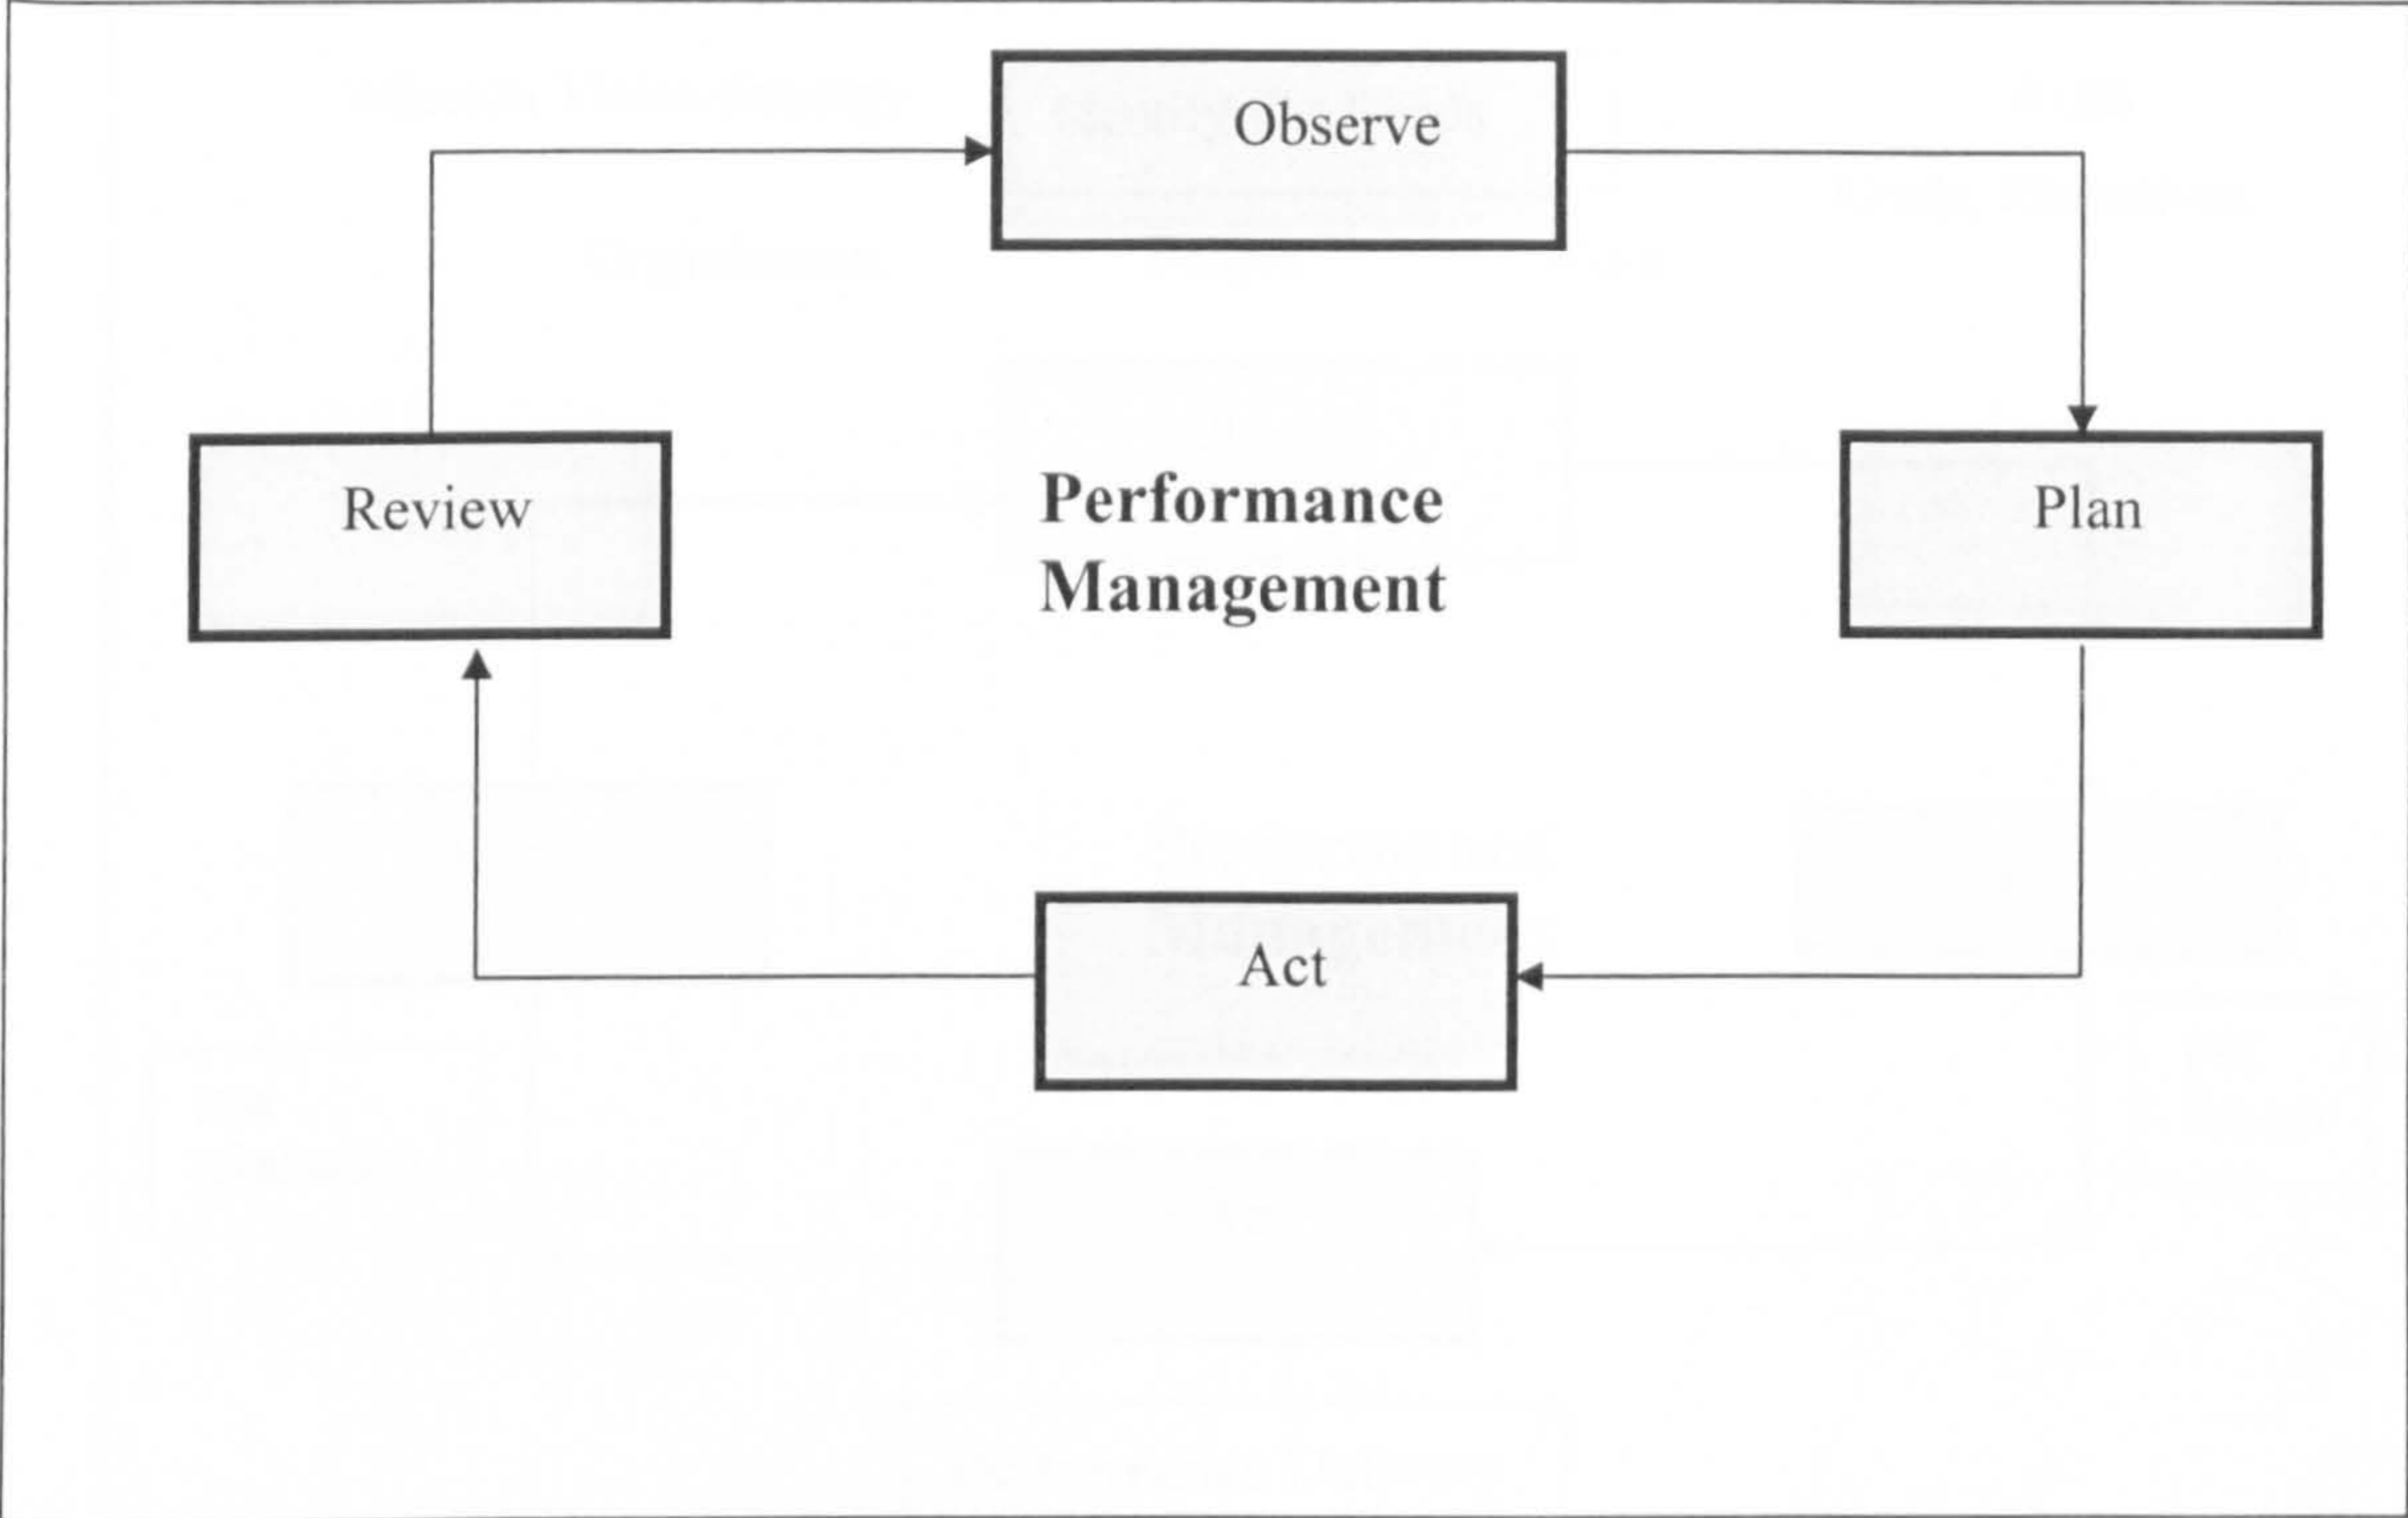 Observe
Review
Performance
Management
Plan
Act